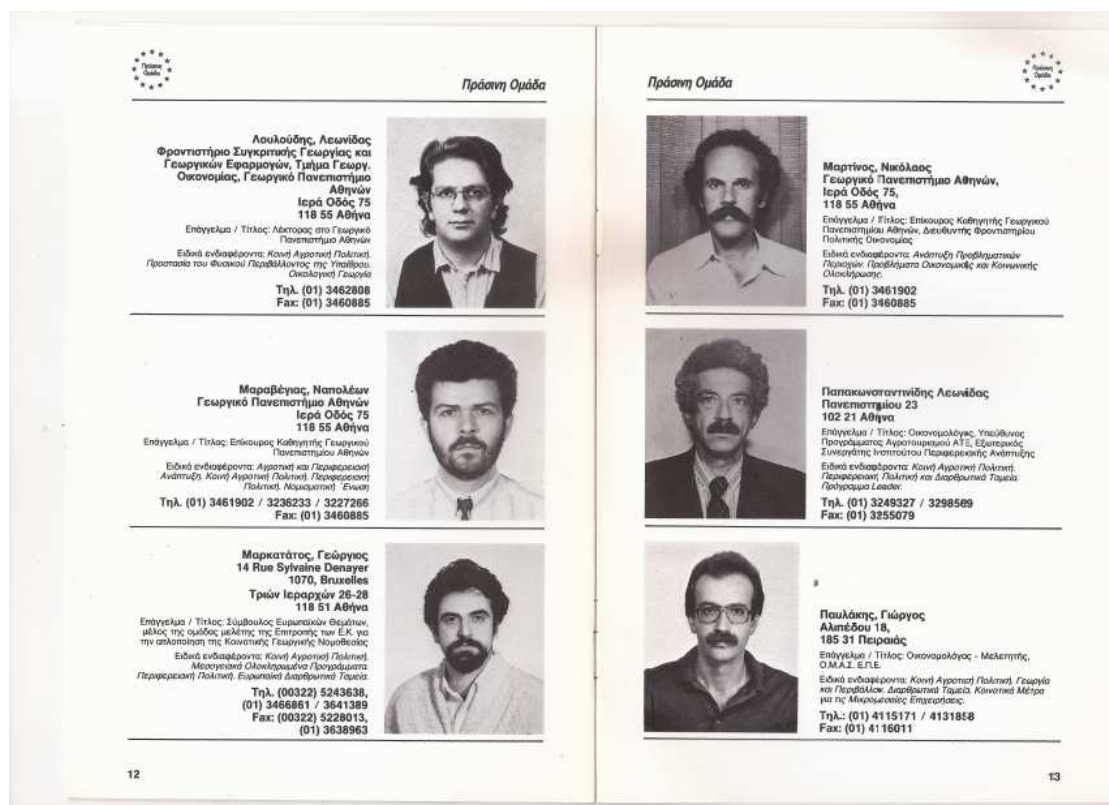 Πράσινη
Ομάδα
Πράσινη Ομάδα
Λουλούδης, Λεωνίδας
Φροντιστήριο Συγκριτικής Γεωργίας και
Γεωργικών Εφαρμογών, Τμήμα Γεωργ.
Οικονομίας, Γεωργικό Πανεπιστήμιο
Αθηνών
Ιερά Οδός 75
118 55 Αθήνα
Επάγγελμα / Τίτλος: Λέκτορας στο Γεωργικό
Πανεπιστήμιο Αθηνών
Ειδικά ενδιαφέροντα: Κοινή Αγροτική Πολιτική.
Προστασία του Φυσικού Περιβάλλοντος της Υπαίθρου.
Οικολογική Γεωργία
Τηλ. (01) 3462808
Fax: (01) 3460885
Μαραβέγιας, Ναπολέων
Γεωργικό Πανεπιστήμιο Αθηνών
Ιερά Οδός 75
118 55 Αθήνα
Επάγγελμα / Τίτλος: Επίκουρος Καθηγητής Γεωργικού
Πανεπιστημίου Αθηνών
Ειδικά ενδιαφέροντα: Αγροτική και Περιφερειακή
Ανάπτυξη. Κοινή Αγροτική Πολιτική. Περιφερειακή
Πολιτική. Νομισματική Ένωση
Τηλ. (01) 3461902 / 3236233 / 3227266
Fax: (01) 3460885
Μαρκατάτος, Γεώργιος
14 Rue Sylvaine Denayer
1070, Bruxelles
Τριών Ιεραρχών 26-28
118 51 Αθήνα
Επάγγελμα / Τίτλος: Σύμβουλος Ευρωπαϊκών Θεμάτων,
μέλος της ομάδας μελέτης της Επιτροπής των Ε.Κ. για
την απλοποίηση της Κοινοτικής Γεωργικής Νομοθεσίας
Ειδικά ενδιαφέροντα: Κοινή Αγροτική Πολιτική.
Μεσογειακά Ολοκληρωμένα Προγράμματα.
Περιφερειακή Πολιτική. Ευρωπαϊκά Διαρθρωτικά Ταμεία.
Τηλ. (00322) 5243638,
(01) 3466861 / 3641389
Fax: (00322) 5228013,
(01) 3638963
12
Πράσινη Ομάδα
Πράσινη
Ομάδα
Μαρτίνος, Νικόλαος
Γεωργικό Πανεπιστήμιο Αθηνών,
Ιερά Οδός 75,
118 55 Αθήνα
Επάγγελμα / Τίτλος: Επίκουρος Καθηγητής Γεωργικού
Πανεπιστημίου Αθηνών, Διευθυντής Φροντιστηρίου
Πολιτικής Οικονομίας
Ειδικά ενδιαφέροντα: Ανάπτυξη Προβληματικών
Περιοχών. Προβλήματα Οικονομικής και Κοινωνικής
Ολοκλήρωσης.
Τηλ. (01) 3461902
Fax: (01) 3460885
Παπακωνσταντινίδης Λεωνίδας
Πανεπιστημίου 23
102 21 Αθήνα
Επάγγελμα / Τίτλος: Οικονομολόγος, Υπεύθυνος
Προγράμματος Αγροτουρισμού ΑΤΕ, Εξωτερικός
Συνεργάτης Ινστιτούτου Περιφερειακής Ανάπτυξης
Ειδικά ενδιαφέροντα: Κοινή Αγροτική Πολιτική.
Περιφερειακή Πολιτική και Διαρθρωτικά Ταμεία.
Πρόγραμμα Leader.
Τηλ. (01) 3249327 / 3298569
Fax: (01) 3255079
Παυλάκης, Γιώργος
Αλιπέδου 18,
185 31 Πειραιάς
Επάγγελμα / Τίτλος: Οικονομολόγος - Μελετητής,
Ο.Μ.Α.Σ. Ε.Π.Ε.
Ειδικά ενδιαφέροντα: Κοινή Αγροτική Πολιτική. Γεωργία
και Περιβάλλον. Διαρθρωτικά Ταμεία. Κοινοτικά Μέτρα
για τις Μικρομεσαίες Επιχειρήσεις.
Τηλ.: (01) 4115171 / 4131858
Fax: (01) 4116011
13